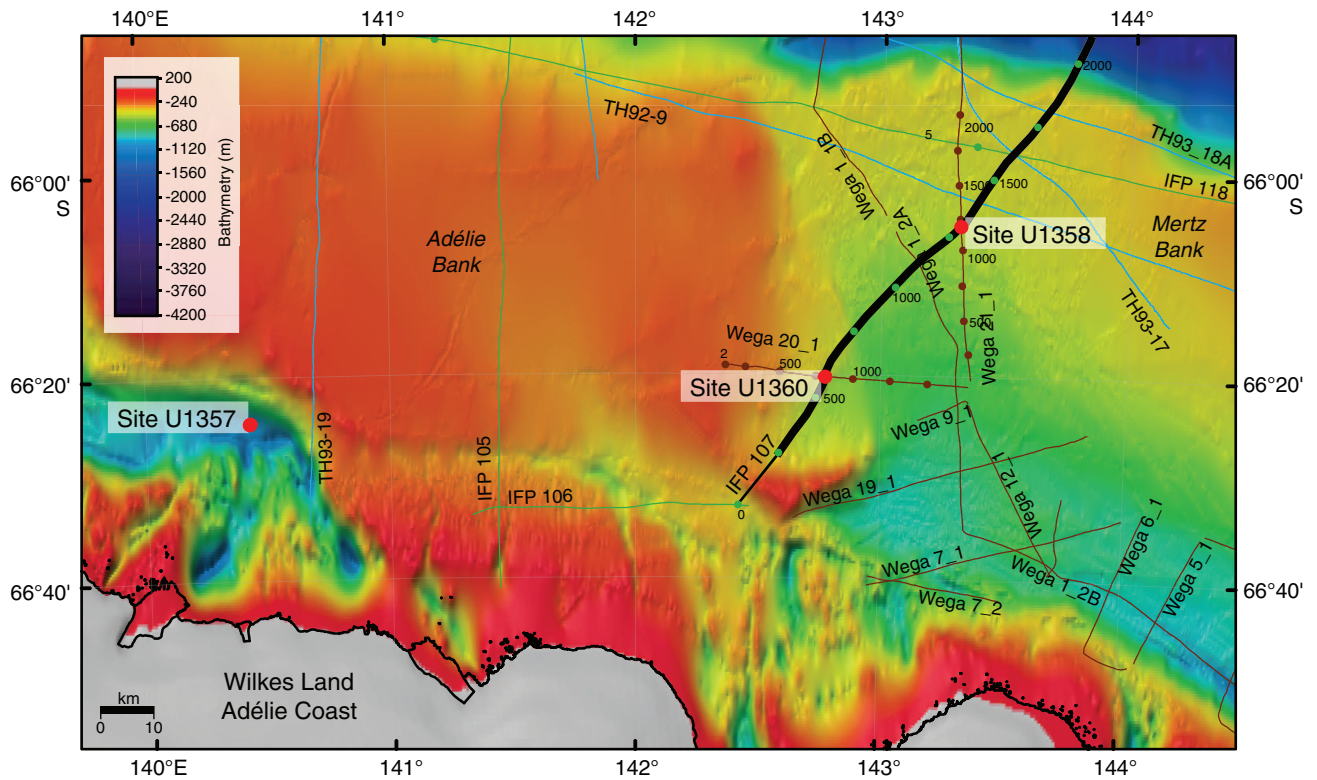 140°E
141°
142°
143°
144°
200
-240
-680
-1120
-1560
-2000
-2440
-2880
-3320
-3760
-4200
Bathymetry (m)
2000
TH92-9
5
2000
TH93_18A
Wega 1_1B
66°00'
S
1500
1500
IFP 118
66°00'
S
Adélie
Bank
Wega 1_2A
Site U1358
Mertz
Bank
1000
1000
500
TH93-17
Wega 21_1
Wega 20_1
2
500
1000
66°20'
Site U1360
500
66°20'
Site U1357
Wega 9_1
TH93-19
IFP 105
IFP 107
Wega 12_1
IFP 106
Wega 19_1
0
Wega 6_1
Wega 7_1
Wega 5_1
66°40'
Wega 1_2B
66°40'
Wega 7_2
Wilkes Land
Adélie Coast
km
0
10
140°E
141°
142°
143°
144°